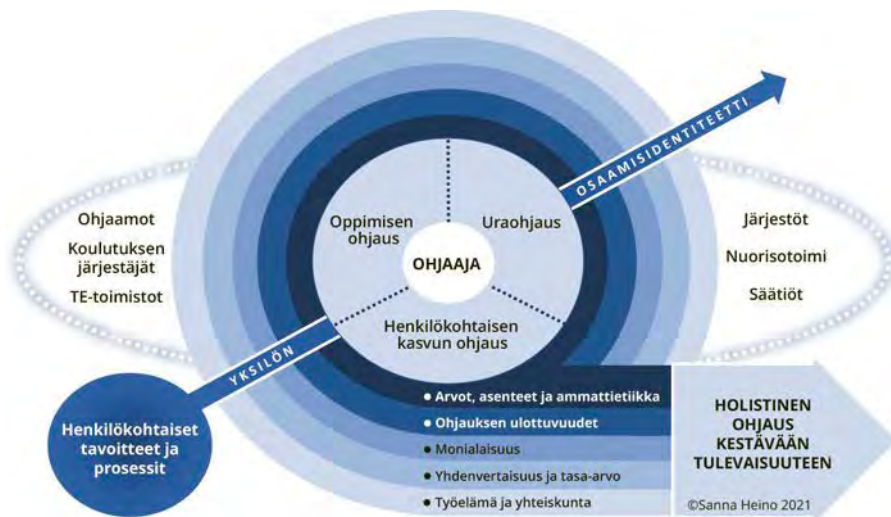 OSAAMISIDENTITEETTI
Ohjaamot
Koulutuksen
järjestäjät
TE-toimistot
Oppimisen
ohjaus
Uraohjaus
OHJAAJA
Henkilökohtaisen
kasvun ohjaus
Järjestöt
Nuorisotoimi
Säätiöt
YKSILÖN
Henkilökohtaiset
tavoitteet ja
prosessit
• Arvot, asenteet ja ammattietiikka
• Ohjauksen ulottuvuudet
• Monialaisuus
• Yhdenvertaisuus ja tasa-arvo
• Työelämä ja yhteiskunta
HOLISTINEN
OHJAUS
KESTÄVÄÄN
TULEVAISUUTEEN
©Sanna Heino 2021